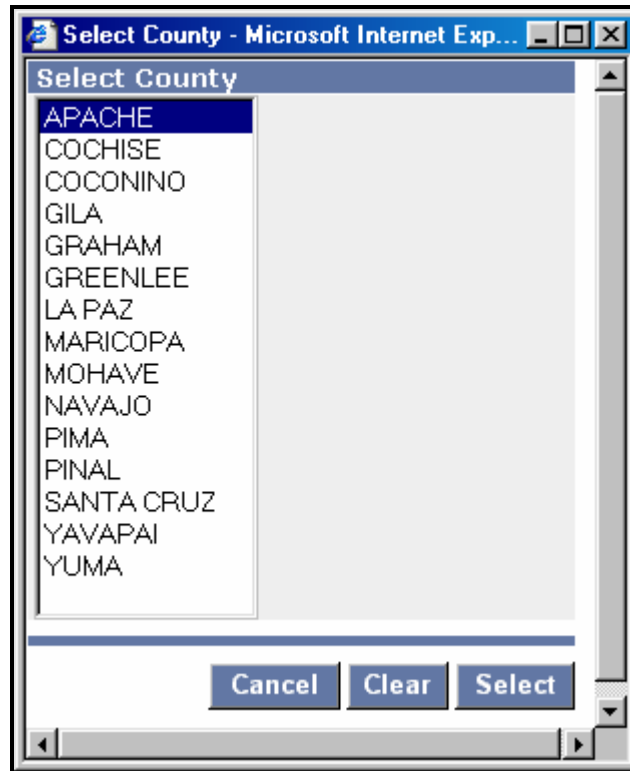 Select County - Microsoft Internet Exp...
Select County
APACHE
COCHISE
COCONINO
GILA
GRAHAM
GREENLEE
LA PAZ
MARICOPA
MOHAVE
NAVAJO
PIMA
PINAL
SANTA CRUZ
YAVAPAI
YUMA
Cancel Clear Select